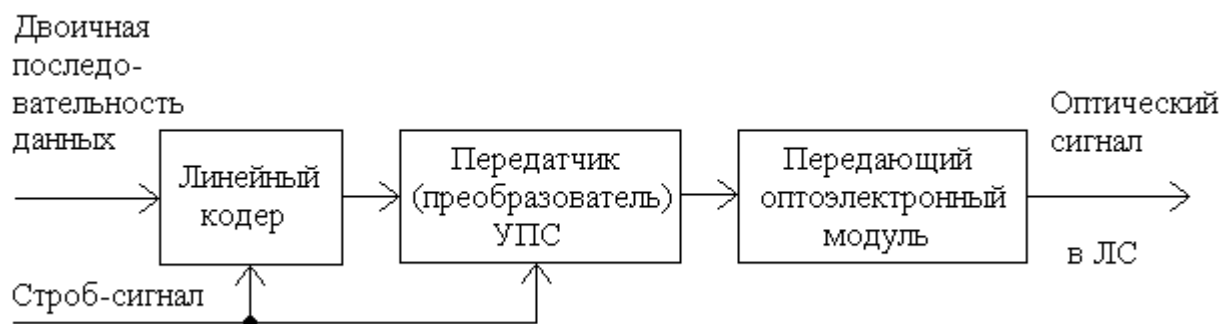 Двоичная
последо-
вательность
данных
Линейный
кодер
Передатчик
(преобразователь)
УПС
Передающий
оптоэлектронный
модуль
Оптический
сигнал
в ЛС
Строб-сигнал